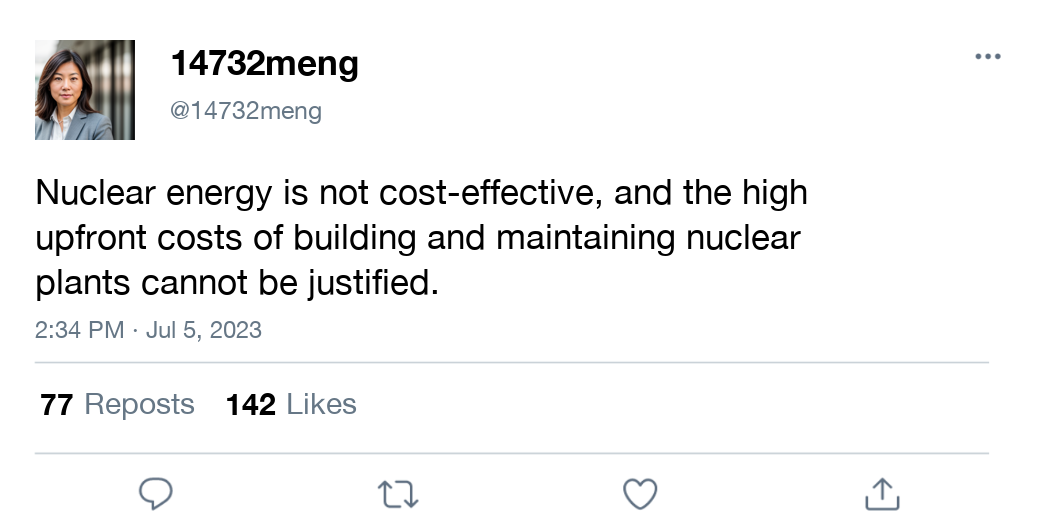 14732meng
@14732meng
Nuclear energy is not cost-effective, and the high
upfront costs of building and maintaining nuclear
plants cannot be justified.
2:34 PM · Jul 5, 2023
77 Reposts 142 Likes